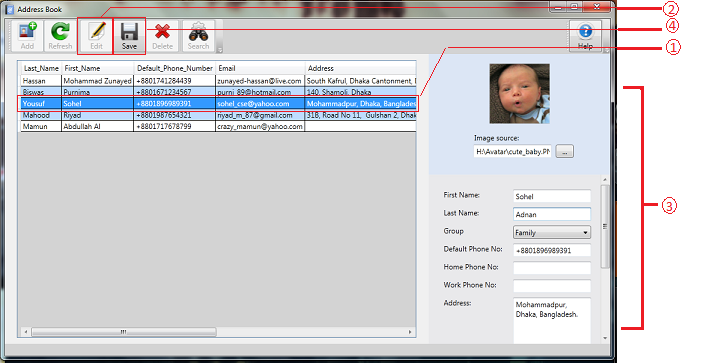 Address Book
②
④
①
Add Refresh Edit Save Delete Search Help
Last_Name First_Name Default_Phone_Number Email Address
Hassan Mohammad Zunayed +8801741284439 zunayed-hassan@live.com South Kafrul, Dhaka Cantonment,
Biswas Purnima +8801671234567 purni_89@hotmail.com 140, Shamoli, Dhaka
Yousuf Sohel +8801896989391 sohel_cse@yahoo.com Mohammadpur, Dhaka, Bangladesh
Mahood Riyad +8801987654321 riyad_m_87@gmail.com 31B, Road No 11, Gulshan 2, Dhak
Mamun Abdullah Al +8801717678799 crazy_mamun@yahoo.com
Image source:
H:\Avatar\cute_baby.PN ...
③
First Name: Sohel
Last Name: Adnan
Group Family
Default Phone No: +8801896989391
Home Phone No:
Work Phone No:
Address: Mohammadpur,
Dhaka, Bangladesh.